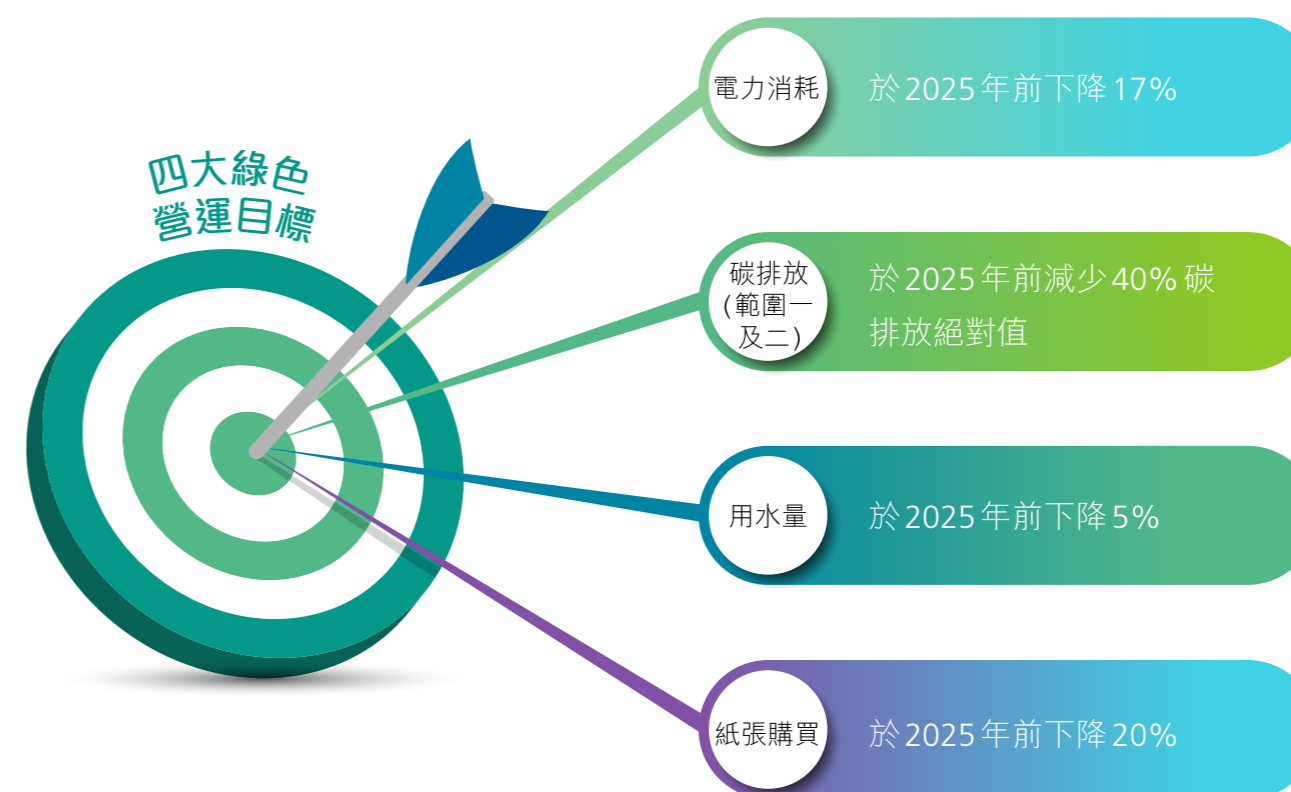 四大綠色
營運目標
電力消耗
於2025年前下降17%
碳排放
(範圍一
及二)
於2025年前減少40%碳
排放絕對值
用水量
於2025年前下降5%
紙張購買
於2025年前下降20%